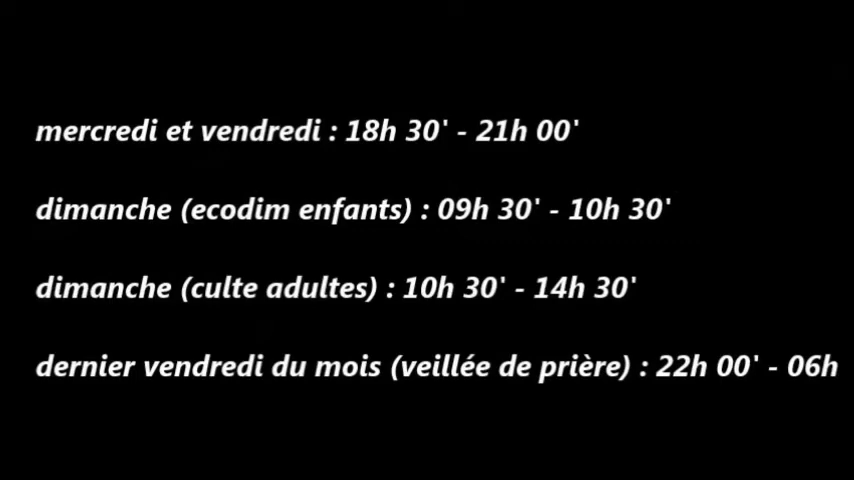 mercredi et vendredi : 18h 30' - 21h 00'
dimanche (ecodim enfants) : 09h 30' - 10h 30'
dimanche (culte adultes) : 10h 30' - 14h 30'
dernier vendredi du mois (veillée de prière) : 22h 00' - 06h